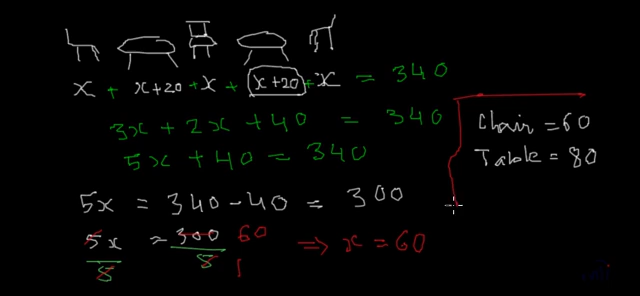 x + x+20 + x + x+20 + x = 340
3x + 2x + 40 = 340
5x + 40 = 340
Chair = 60
Table = 80
5x = 340 - 40 = 300
5x/5 = 300/5 60 1 ⇒ x = 60